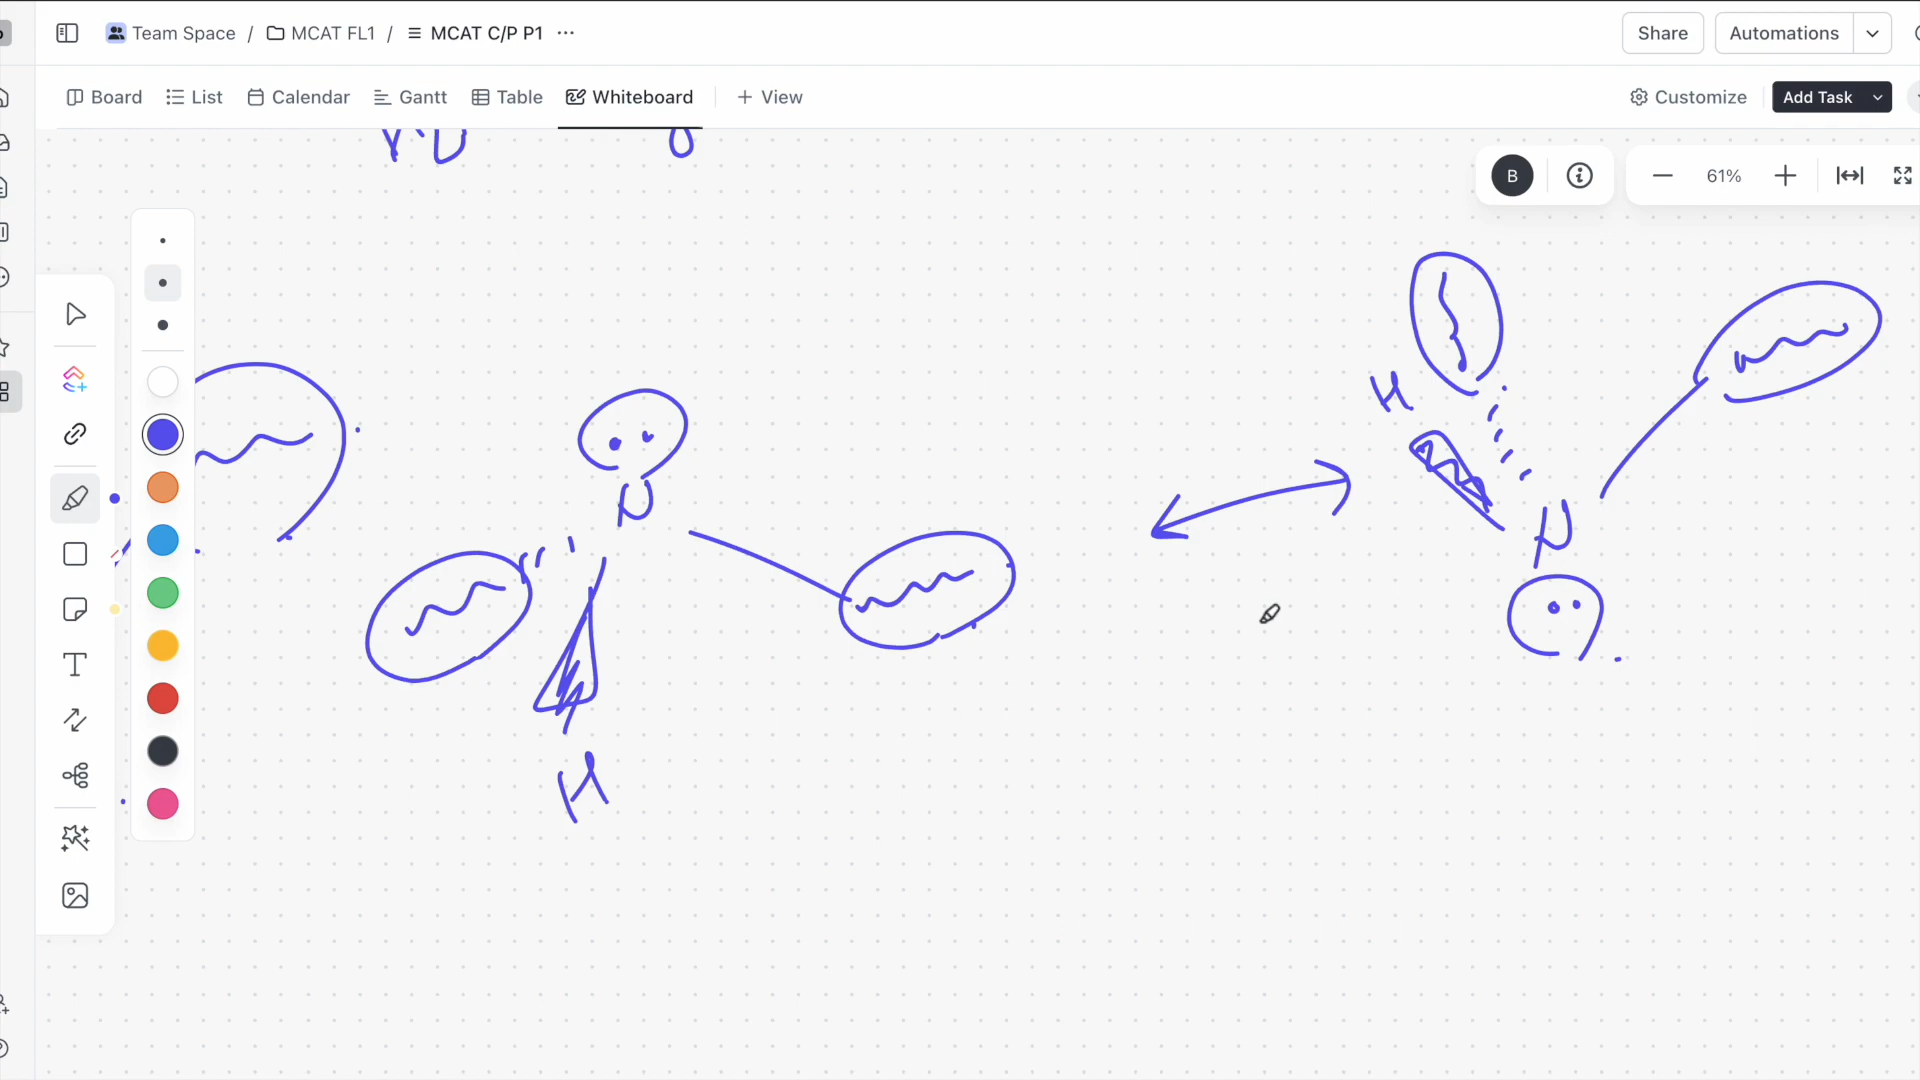 Team Space / MCAT FL1 / MCAT C/P P1 ...
Share
Automations
Board
List
Calendar
Gantt
Table
Whiteboard
+ View
Customize
Add Task
B
61%
H
N
N
H
T